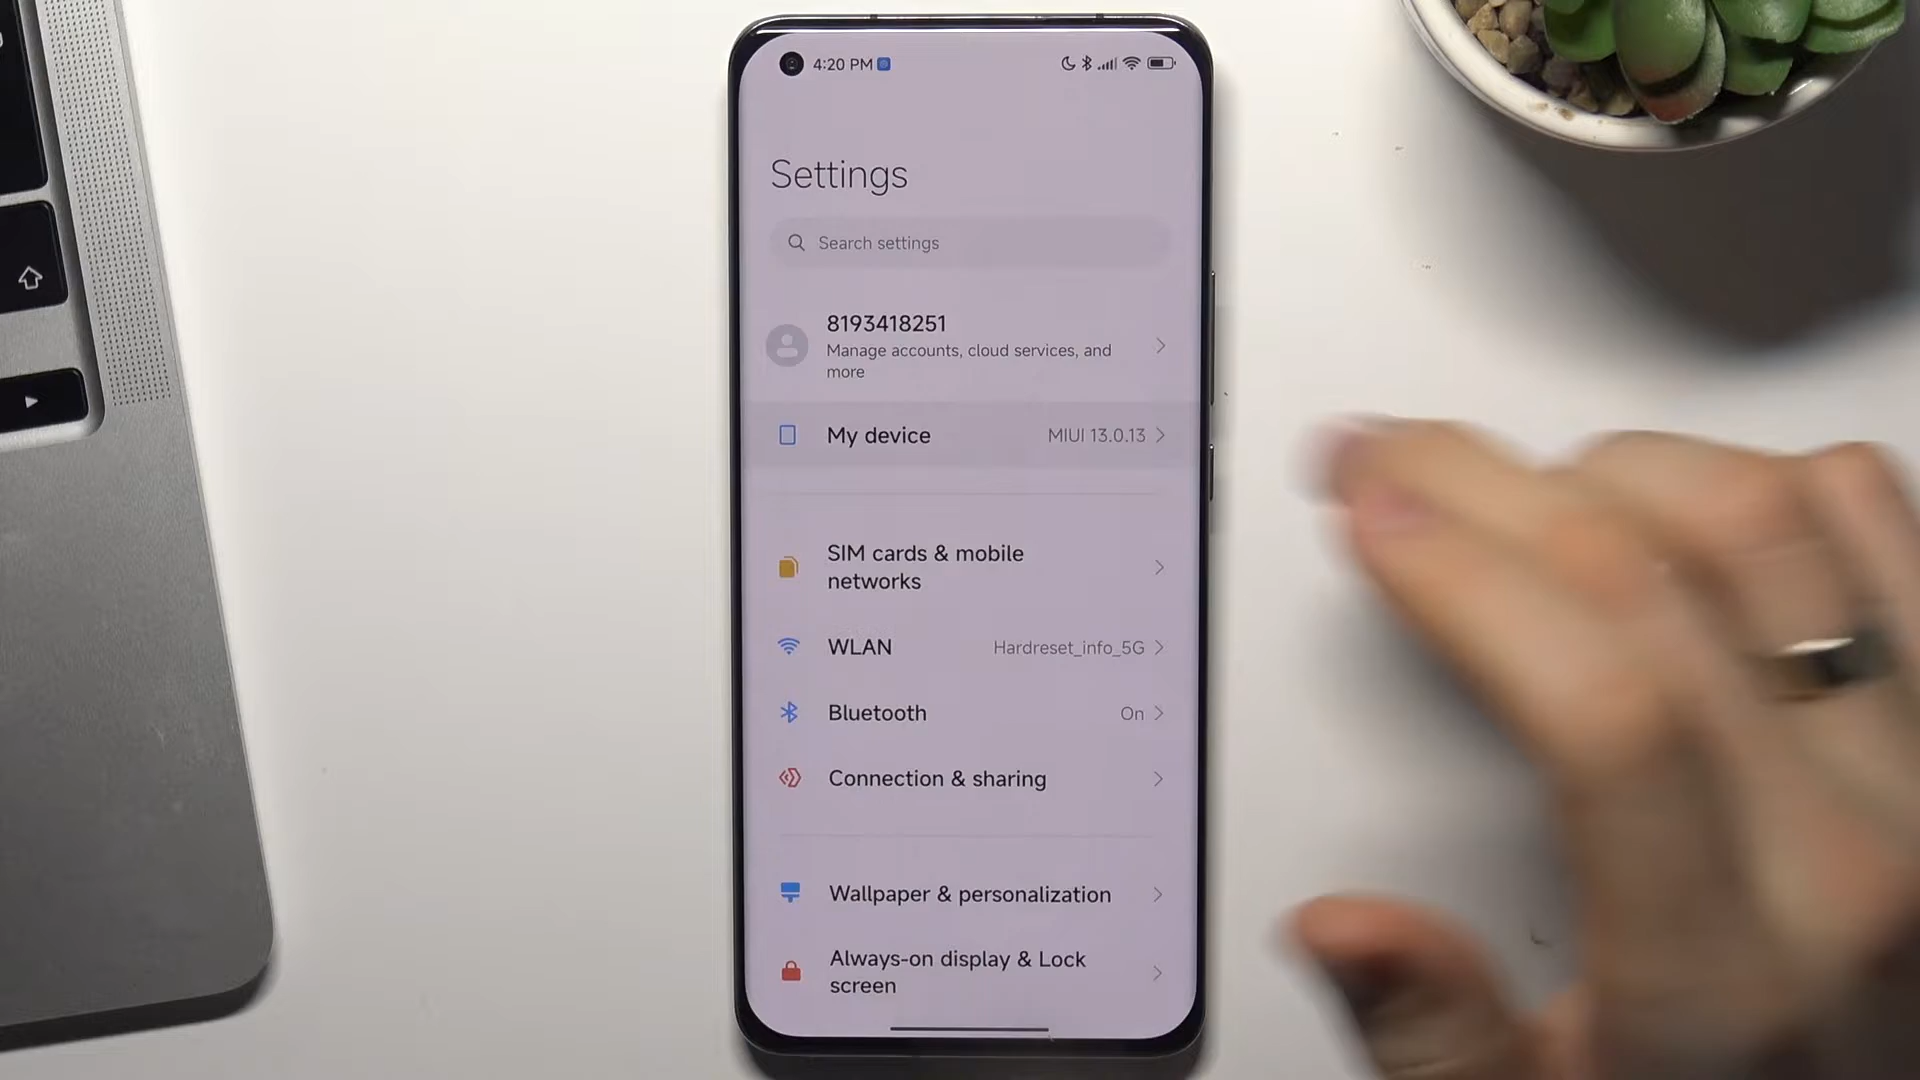 4:20 PM
Settings
Search settings
8193418251
Manage accounts, cloud services, and
more
My device
MIUI 13.0.13
SIM cards & mobile
networks
WLAN
Hardreset_info_5G
Bluetooth
On
Connection & sharing
Wallpaper & personalization
Always-on display & Lock
screen